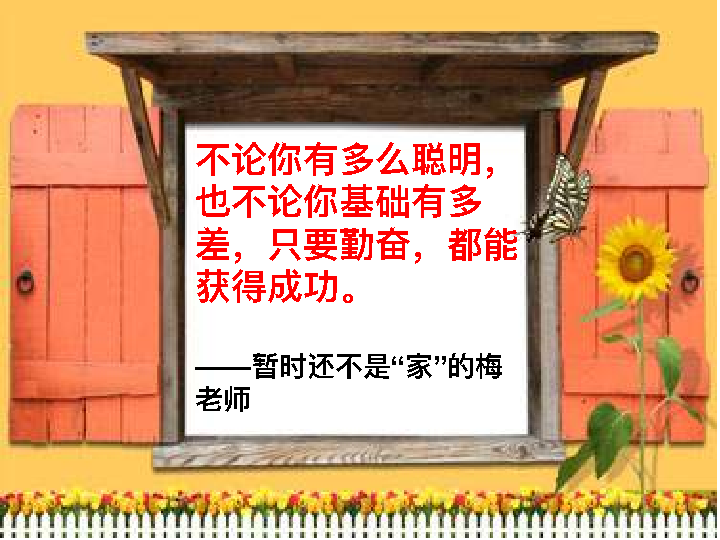 不论你有多么聪明，
也不论你基础有多
差，只要勤奋，都能
获得成功。
——暂时还不是“家”的梅
老师